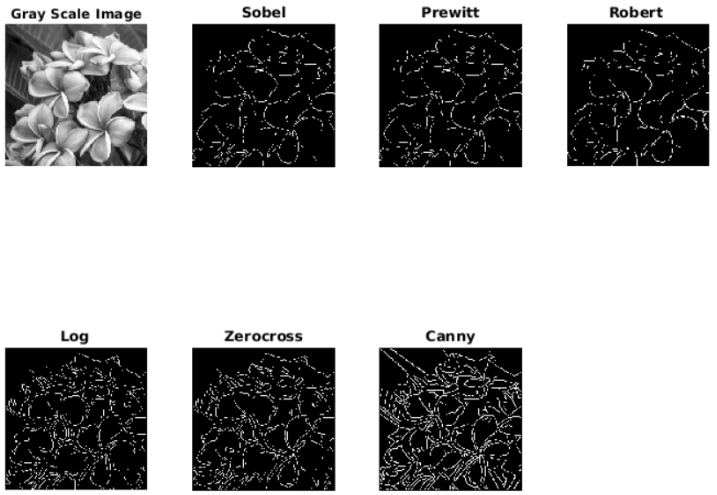 Gray Scale Image
Sobel
Prewitt
Robert
Log
Zerocross
Canny